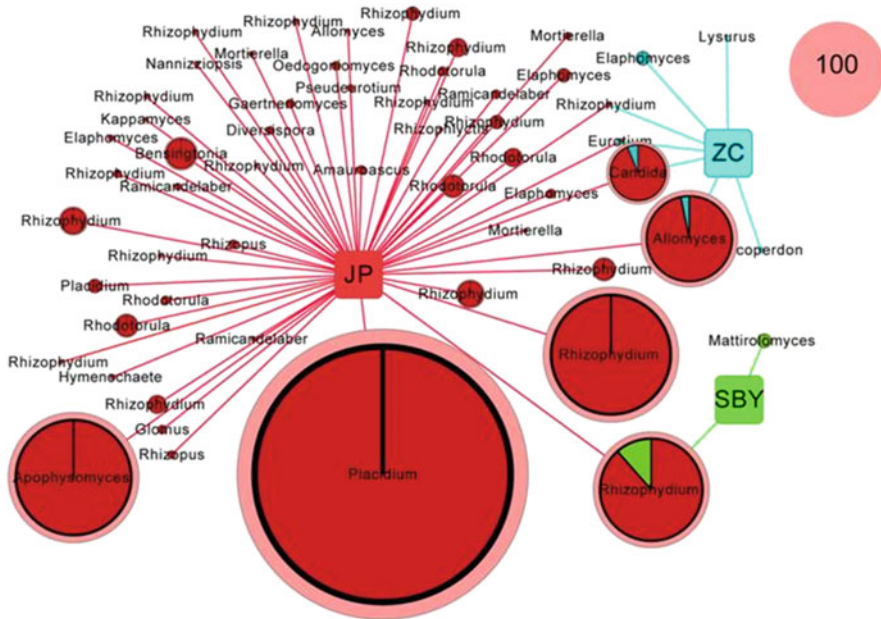 Rhizophydium
Rhizophydium
Mortierella
Lysurus
Rhizophydium
Allomyces
Rhizophydium
Mortierella
Elaphomyces
Nannizziopsis
Oedogoniomyces
Rhodotorula
Elaphomyces
100
Pseudeurotium
Ramicandelaber
Rhizophydium
Gaertneriomyces
Rhizophydium
Rhizophydium
Kappamyces
Rhizophydium
Diversispora
Rhizophlyctis
Elaphomyces
Eurotium
ZC
Bensingtonia
Rhodotorula
Rhizophydium
Amauroascus
Rhizophydium
Candida
Ramicandelaber
Rhodotorula
Elaphomyces
Rhizophydium
Mortierella
Allomyces
Rhizopus
coperdon
Rhizophydium
JP
Rhizophydium
Placidium
Rhizophydium
Rhodotorula
Rhodotorula
Ramicandelaber
Mattirolomyces
Rhizophydium
Rhizophydium
Hymenochaete
SBY
Rhizophydium
Glomus
Rhizopus
Apophysomyces
Placidium
Rhizophydium